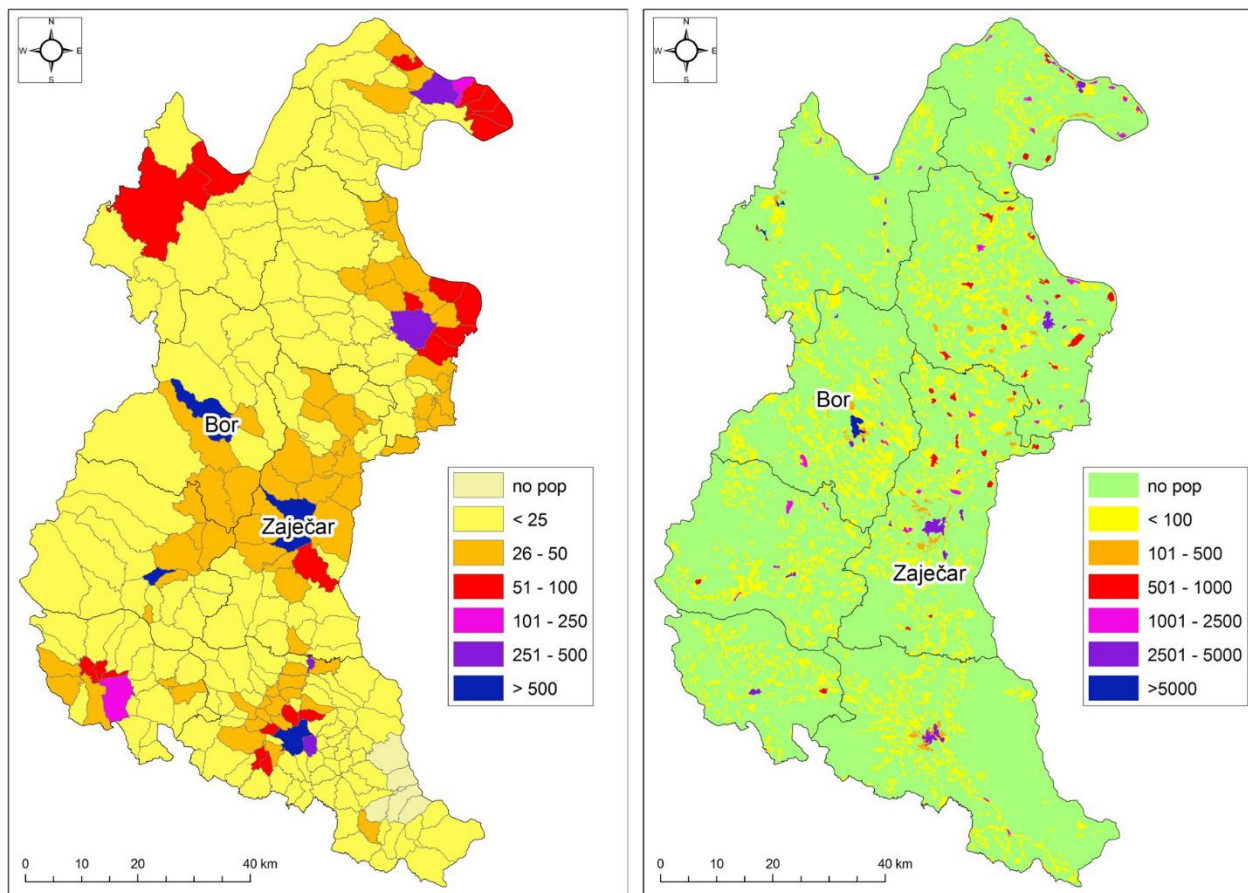 N
W E
S
Bor
Zaječar
no pop
< 25
26 - 50
51 - 100
101 - 250
251 - 500
> 500
0 10 20 40 km
N
W E
S
Bor
Zaječar
no pop
< 100
101 - 500
501 - 1000
1001 - 2500
2501 - 5000
>5000
0 10 20 40 km